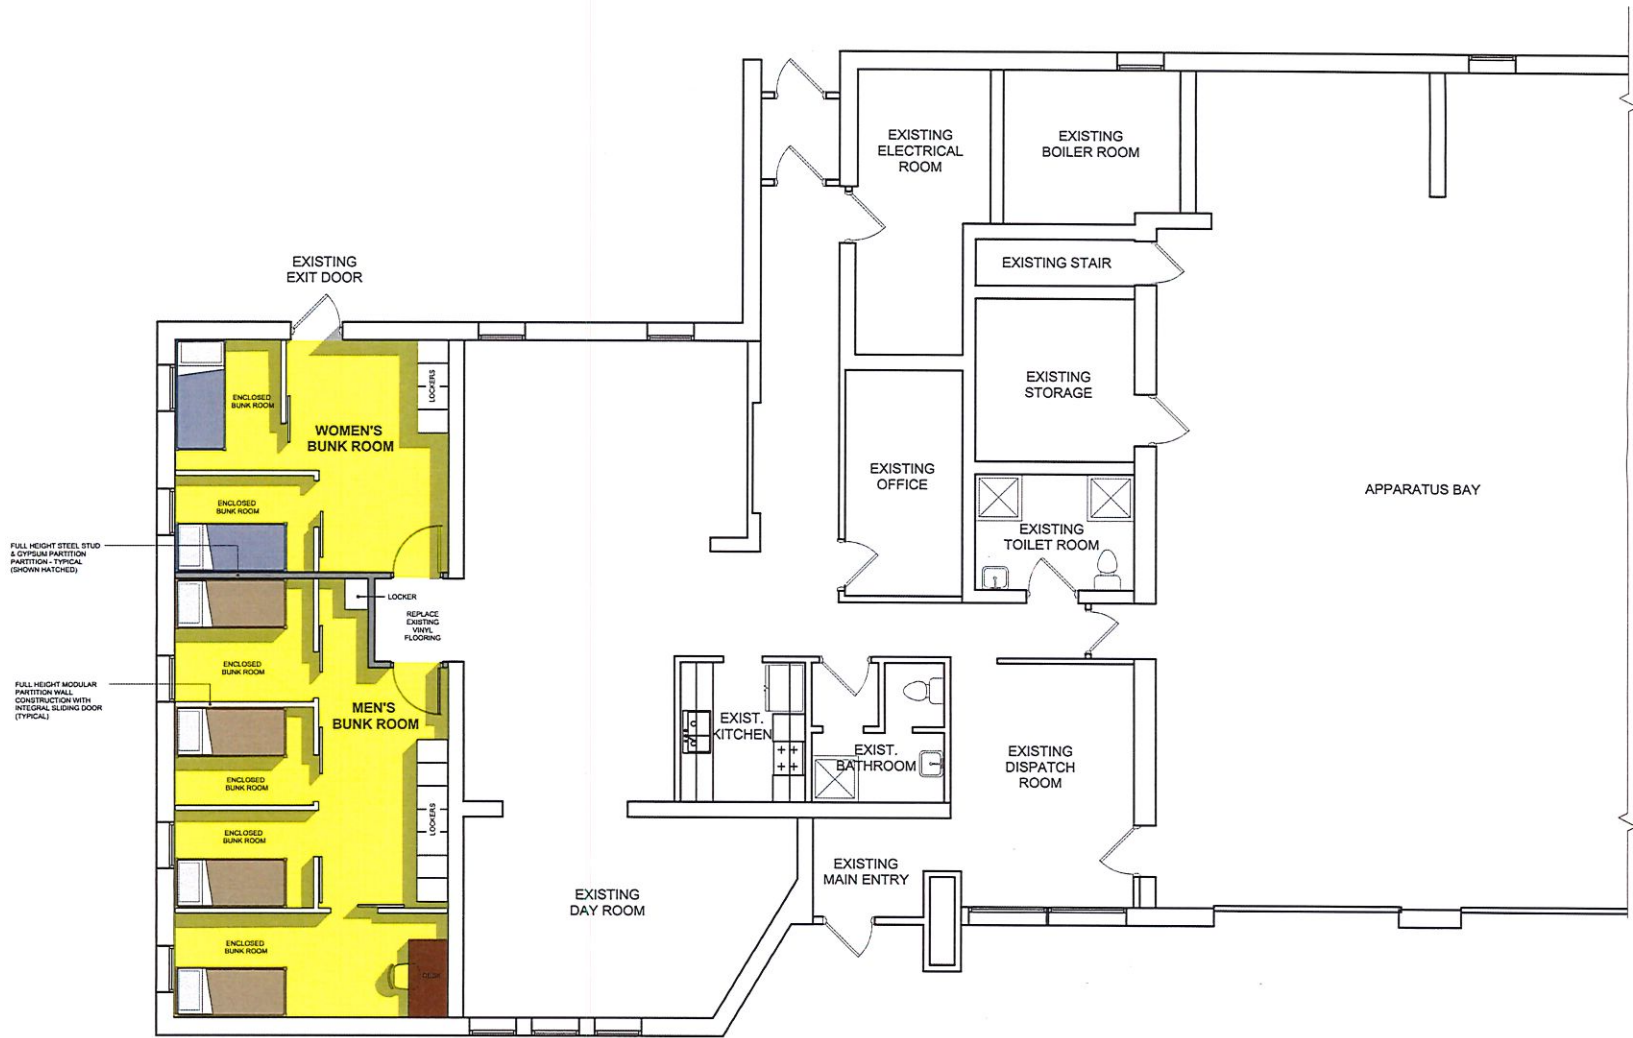 EXISTING
ELECTRICAL
ROOM
EXISTING
BOILER ROOM
EXISTING
EXIT DOOR
EXISTING STAIR
EXISTING
STORAGE
ENCLOSED
BUNK ROOM
LOCKERS
WOMEN'S
BUNK ROOM
EXISTING
OFFICE
APPARATUS BAY
ENCLOSED
BUNK ROOM
EXISTING
TOILET ROOM
FULL HEIGHT STEEL STUD
& GYPSUM PARTITION
PARTITION - TYPICAL
(SHOWN HATCHED)
LOCKER
REPLACE
EXISTING
VINYL
FLOORING
ENCLOSED
BUNK ROOM
FULL HEIGHT MODULAR
PARTITION WALL
CONSTRUCTION WITH
INTEGRAL SLIDING DOOR
(TYPICAL)
MEN'S
BUNK ROOM
EXIST.
KITCHEN
EXIST.
BATHROOM
EXISTING
DISPATCH
ROOM
ENCLOSED
BUNK ROOM
LOCKERS
ENCLOSED
BUNK ROOM
EXISTING
MAIN ENTRY
EXISTING
DAY ROOM
ENCLOSED
BUNK ROOM
DESK